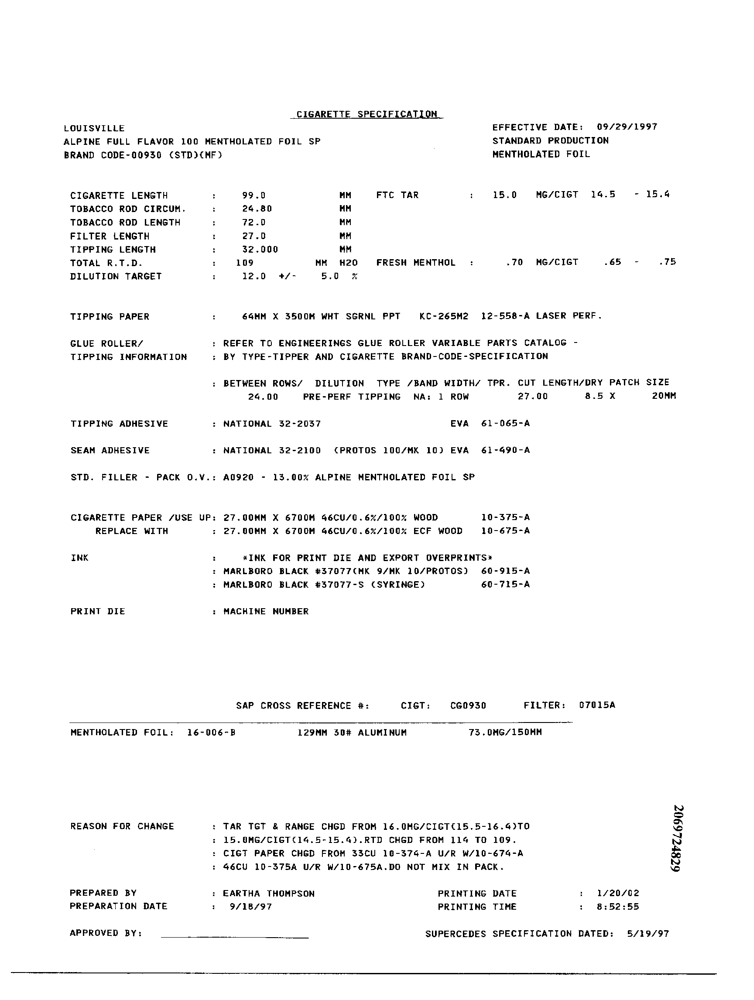 CIGARETTE SPECIFICATION
LOUISVILLE EFFECTIVE DATE: 09/29/1997
ALPINE FULL FLAVOR 100 MENTHOLATED FOIL SP STANDARD PRODUCTION
BRAND CODE-00930 (STD)(MF) MENTHOLATED FOIL
CIGARETTE LENGTH : 99.0 MM FTC TAR : 15.0 MG/CIGT 14.5 - 15.4
TOBACCO ROD CIRCUM. : 24.80 MM
TOBACCO ROD LENGTH : 72.0 MM
FILTER LENGTH : 27.0 MM
TIPPING LENGTH : 32.000 MM
TOTAL R.T.D. : 109 MM H2O FRESH MENTHOL : .70 MG/CIGT .65 - .75
DILUTION TARGET : 12.0 +/- 5.0 %
TIPPING PAPER : 64MM X 3500M WHT SGRNL PPT KC-265M2 12-558-A LASER PERF.
GLUE ROLLER/ : REFER TO ENGINEERINGS GLUE ROLLER VARIABLE PARTS CATALOG -
TIPPING INFORMATION : BY TYPE-TIPPER AND CIGARETTE BRAND-CODE-SPECIFICATION
: BETWEEN ROWS/ DILUTION TYPE /BAND WIDTH/ TPR. CUT LENGTH/DRY PATCH SIZE
24.00 PRE-PERF TIPPING NA: 1 ROW 27.00 8.5 X 20MM
TIPPING ADHESIVE : NATIONAL 32-2037 EVA 61-065-A
SEAM ADHESIVE : NATIONAL 32-2100 (PROTOS 100/MK 10) EVA 61-490-A
STD. FILLER - PACK O.V.: A0920 - 13.00% ALPINE MENTHOLATED FOIL SP
CIGARETTE PAPER /USE UP: 27.00MM X 6700M 46CU/0.6%/100% WOOD 10-375-A
REPLACE WITH : 27.00MM X 6700M 46CU/0.6%/100% ECF WOOD 10-675-A
INK : *INK FOR PRINT DIE AND EXPORT OVERPRINTS*
: MARLBORO BLACK #37077(MK 9/MK 10/PROTOS) 60-915-A
: MARLBORO BLACK #37077-S (SYRINGE) 60-715-A
PRINT DIE : MACHINE NUMBER
SAP CROSS REFERENCE #: CIGT: CG0930 FILTER: 07015A
MENTHOLATED FOIL: 16-006-B 129MM 30# ALUMINUM 73.0MG/150MM
REASON FOR CHANGE : TAR TGT & RANGE CHGD FROM 16.0MG/CIGT(15.5-16.4)TO
: 15.0MG/CIGT(14.5-15.4).RTD CHGD FROM 114 TO 109.
: CIGT PAPER CHGD FROM 33CU 10-374-A U/R W/10-674-A
: 46CU 10-375A U/R W/10-675A.DO NOT MIX IN PACK.
PREPARED BY : EARTHA THOMPSON PRINTING DATE : 1/20/02
PREPARATION DATE : 9/18/97 PRINTING TIME : 8:52:55
APPROVED BY: SUPERCEDES SPECIFICATION DATED: 5/19/97
2069724829